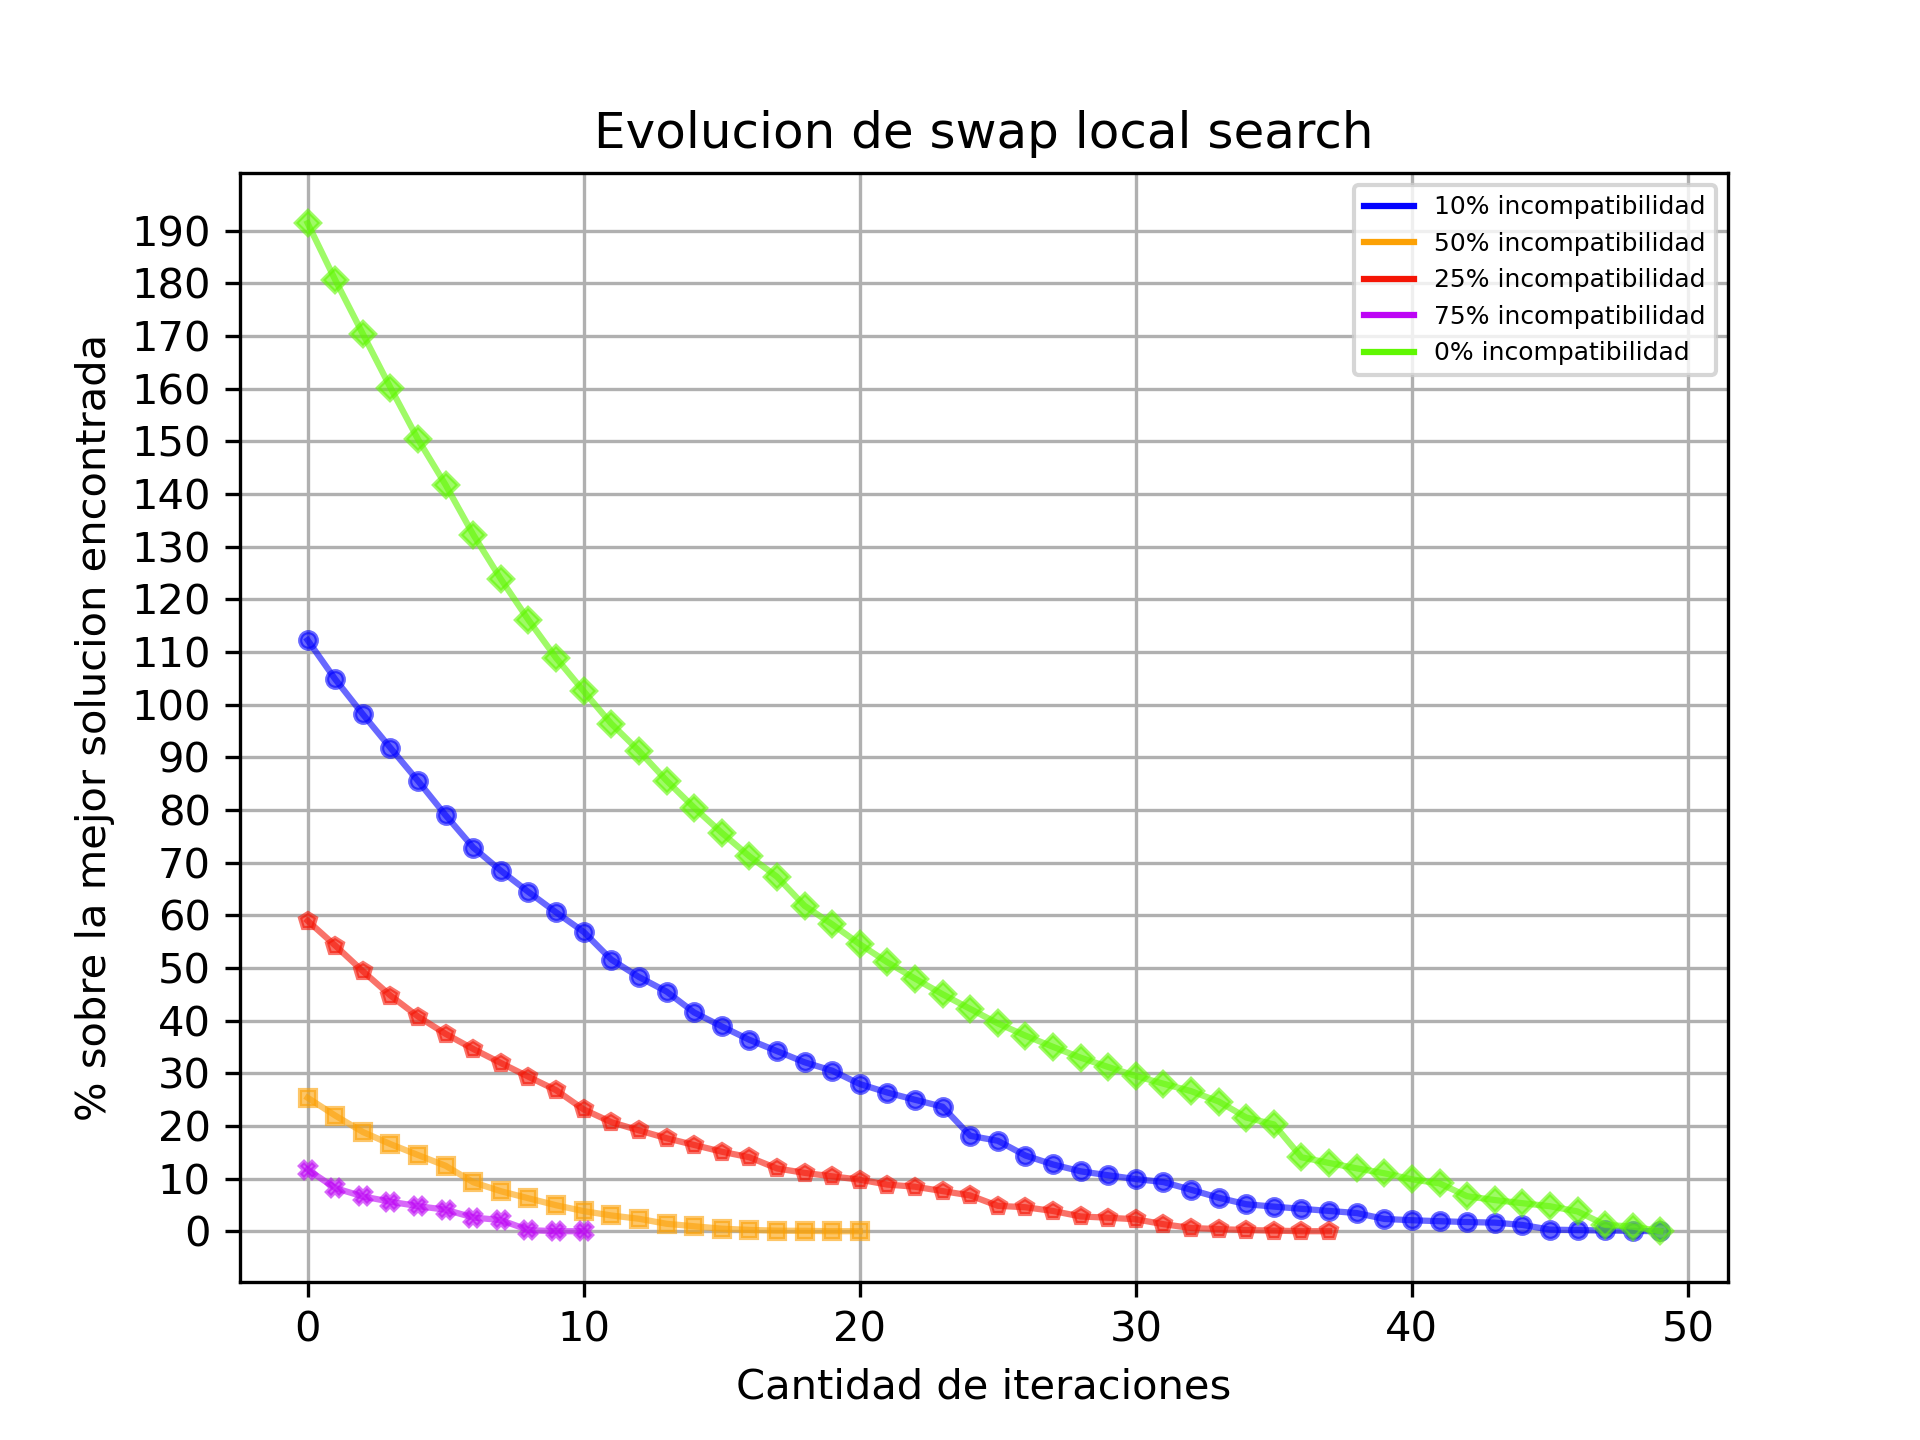 Evolucion de swap local search
10% incompatibilidad
50% incompatibilidad
25% incompatibilidad
75% incompatibilidad
0% incompatibilidad
% sobre la mejor solucion encontrada
190
180
170
160
150
140
130
120
110
100
90
80
70
60
50
40
30
20
10
0
0 10 20 30 40 50
Cantidad de iteraciones